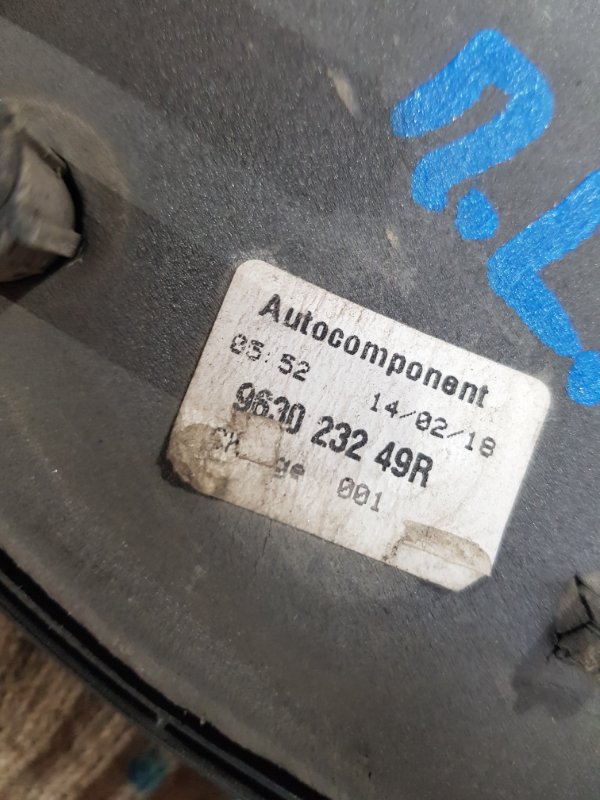 п.L.
Autocomponent
05:52 14/02/18
9630 232 49R
001